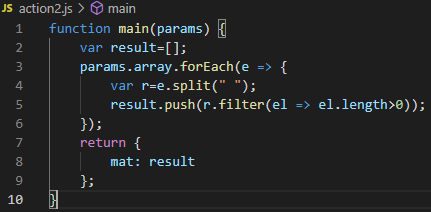 JS action2.js > main
1 function main(params) {
2     var result=[];
3     params.array.forEach(e => {
4         var r=e.split(" ");
5         result.push(r.filter(el => el.length>0));
6     });
7     return {
8         mat: result
9     };
10 }